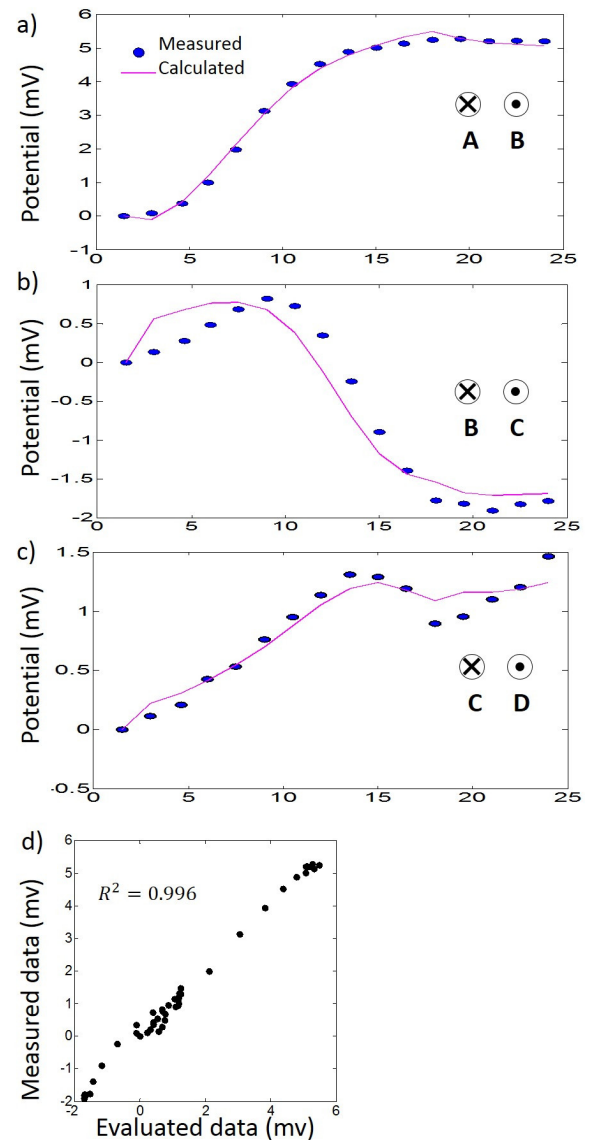 a)
6
5
4
3
2
1
0
-1
Potential (mV)
Measured
Calculated
A B
0 5 10 15 20 25
b)
1
0.5
0
-0.5
-1
-1.5
-2
Potential (mV)
B C
0 5 10 15 20 25
c)
1.5
1
0.5
0
-0.5
Potential (mV)
C D
0 5 10 15 20 25
d)
6
5
4
3
2
1
0
-1
-2
Measured data (mv)
R² = 0.996
-2 0 2 4 6
Evaluated data (mv)